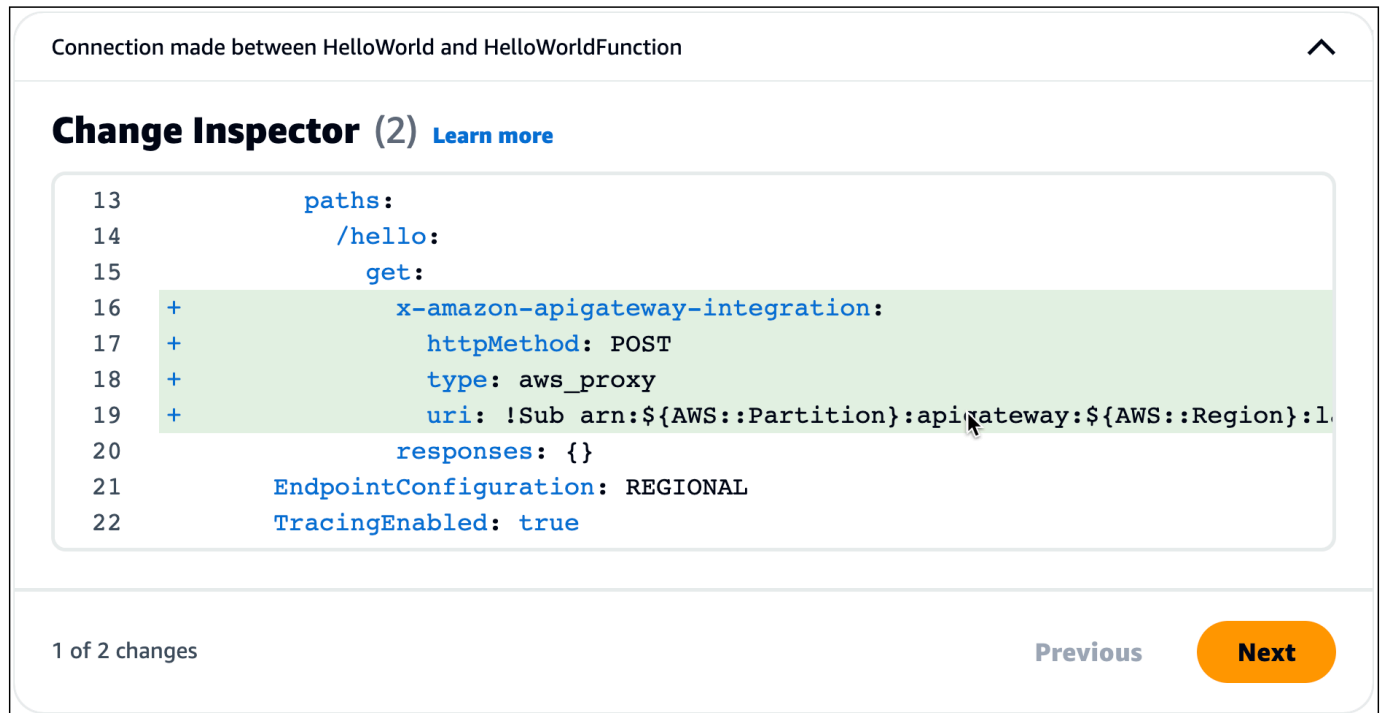 Connection made between HelloWorld and HelloWorldFunction
Change Inspector (2) Learn more
13 paths:
14 /hello:
15 get:
16 + x-amazon-apigateway-integration:
17 + httpMethod: POST
18 + type: aws_proxy
19 + uri: !Sub arn:${AWS::Partition}:apigateway:${AWS::Region}:l
20 responses: {}
21 EndpointConfiguration: REGIONAL
22 TracingEnabled: true
1 of 2 changes Previous Next